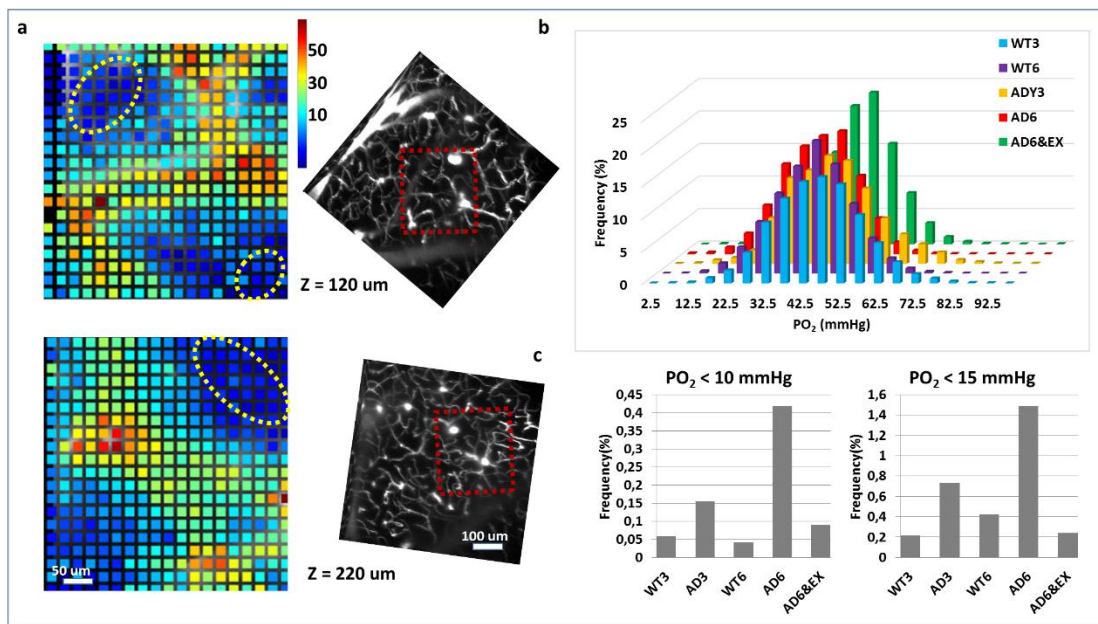 a
50
30
10
Z = 120 um
50 um
Z = 220 um
100 um
b
WT3
WT6
ADY3
AD6
AD6&EX
Frequency (%)
25
20
15
10
5
0
2.5 12.5 22.5 32.5 42.5 52.5 62.5 72.5 82.5 92.5
PO2 (mmHg)
c
PO2 < 10 mmHg
Frequency(%)
0,45
0,4
0,35
0,3
0,25
0,2
0,15
0,1
0,05
0
WT3 AD3 WT6 AD6 AD6&EX
PO2 < 15 mmHg
Frequency(%)
1,6
1,4
1,2
1
0,8
0,6
0,4
0,2
0
WT3 AD3 WT6 AD6 AD6&EX